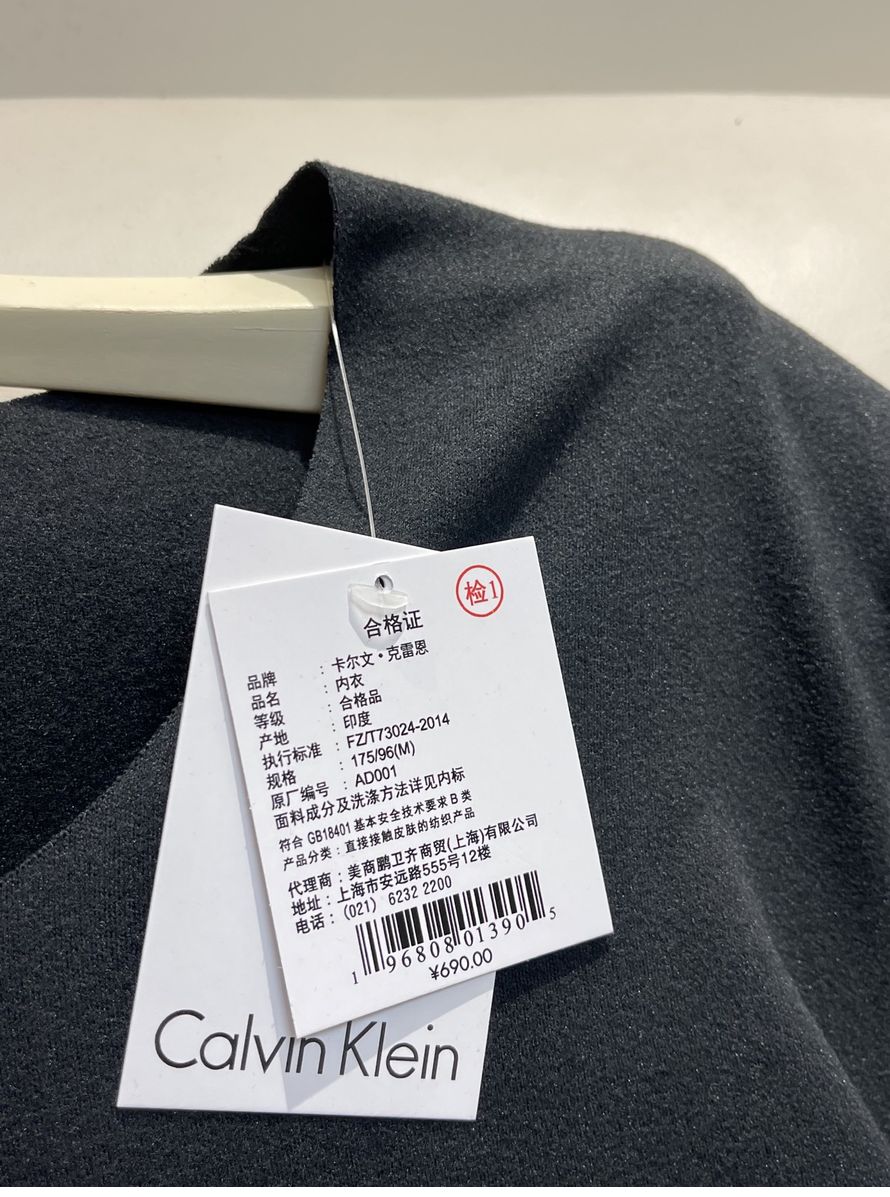 检1
合格证
品牌 : 卡尔文·克雷恩
品名 : 内衣
等级 : 合格品
产地 : 印度
执行标准 : FZ/T73024-2014
规格 : 175/96(M)
原厂编号 : AD001
面料成分及洗涤方法详见内标
符合 GB18401 基本安全技术要求 B 类
产品分类：直接接触皮肤的纺织产品
代理商：美商鹏卫齐商贸(上海)有限公司
地址：上海市安远路555号12楼
电话：（021）6232 2200
1 96808 01390 5
¥690.00
Calvin Klein